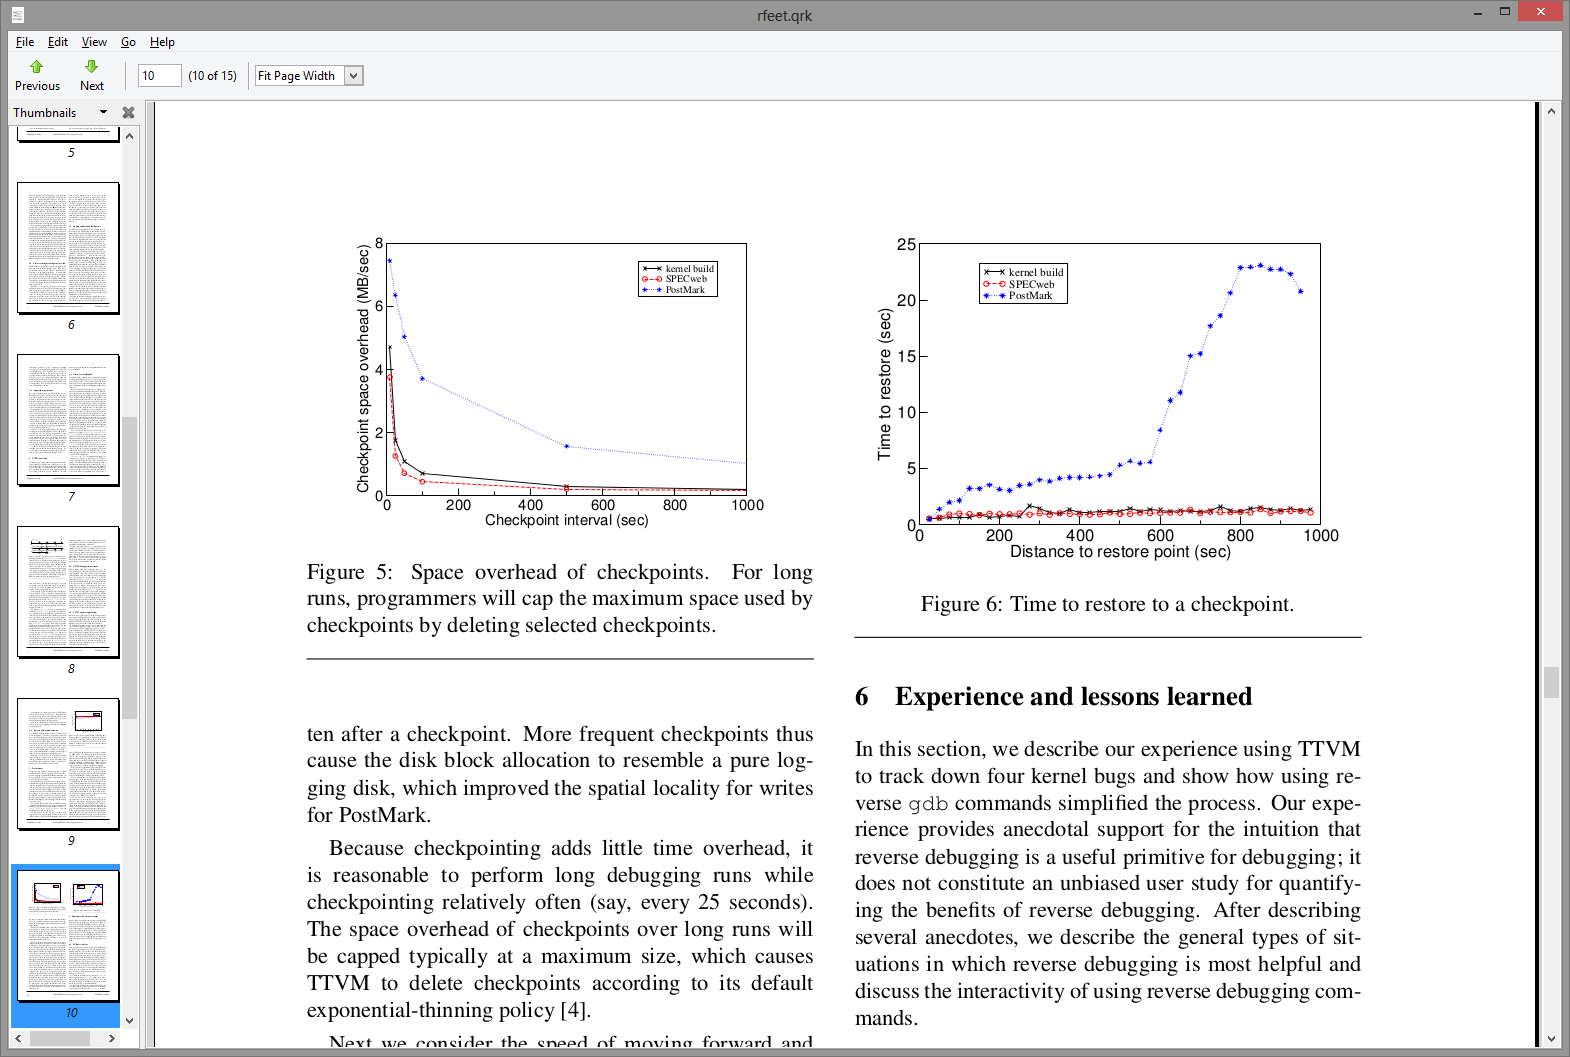 rfeet.qrk
File Edit View Go Help
Previous Next 10 (10 of 15) Fit Page Width
Thumbnails
5
6
7
8
9
10
Checkpoint space overhead (MB/sec)
8
6
4
2
0
kernel build
SPECweb
PostMark
0 200 400 600 800 1000
Checkpoint interval (sec)
Figure 5: Space overhead of checkpoints. For long
runs, programmers will cap the maximum space used by
checkpoints by deleting selected checkpoints.
ten after a checkpoint. More frequent checkpoints thus
cause the disk block allocation to resemble a pure log-
ging disk, which improved the spatial locality for writes
for PostMark.
Because checkpointing adds little time overhead, it
is reasonable to perform long debugging runs while
checkpointing relatively often (say, every 25 seconds).
The space overhead of checkpoints over long runs will
be capped typically at a maximum size, which causes
TTVM to delete checkpoints according to its default
exponential-thinning policy [4].
Next we consider the speed of moving forward and
Time to restore (sec)
25
20
15
10
5
0
kernel build
SPECweb
PostMark
0 200 400 600 800 1000
Distance to restore point (sec)
Figure 6: Time to restore to a checkpoint.
6 Experience and lessons learned
In this section, we describe our experience using TTVM
to track down four kernel bugs and show how using re-
verse gdb commands simplified the process. Our expe-
rience provides anecdotal support for the intuition that
reverse debugging is a useful primitive for debugging; it
does not constitute an unbiased user study for quantify-
ing the benefits of reverse debugging. After describing
several anecdotes, we describe the general types of sit-
uations in which reverse debugging is most helpful and
discuss the interactivity of using reverse debugging com-
mands.